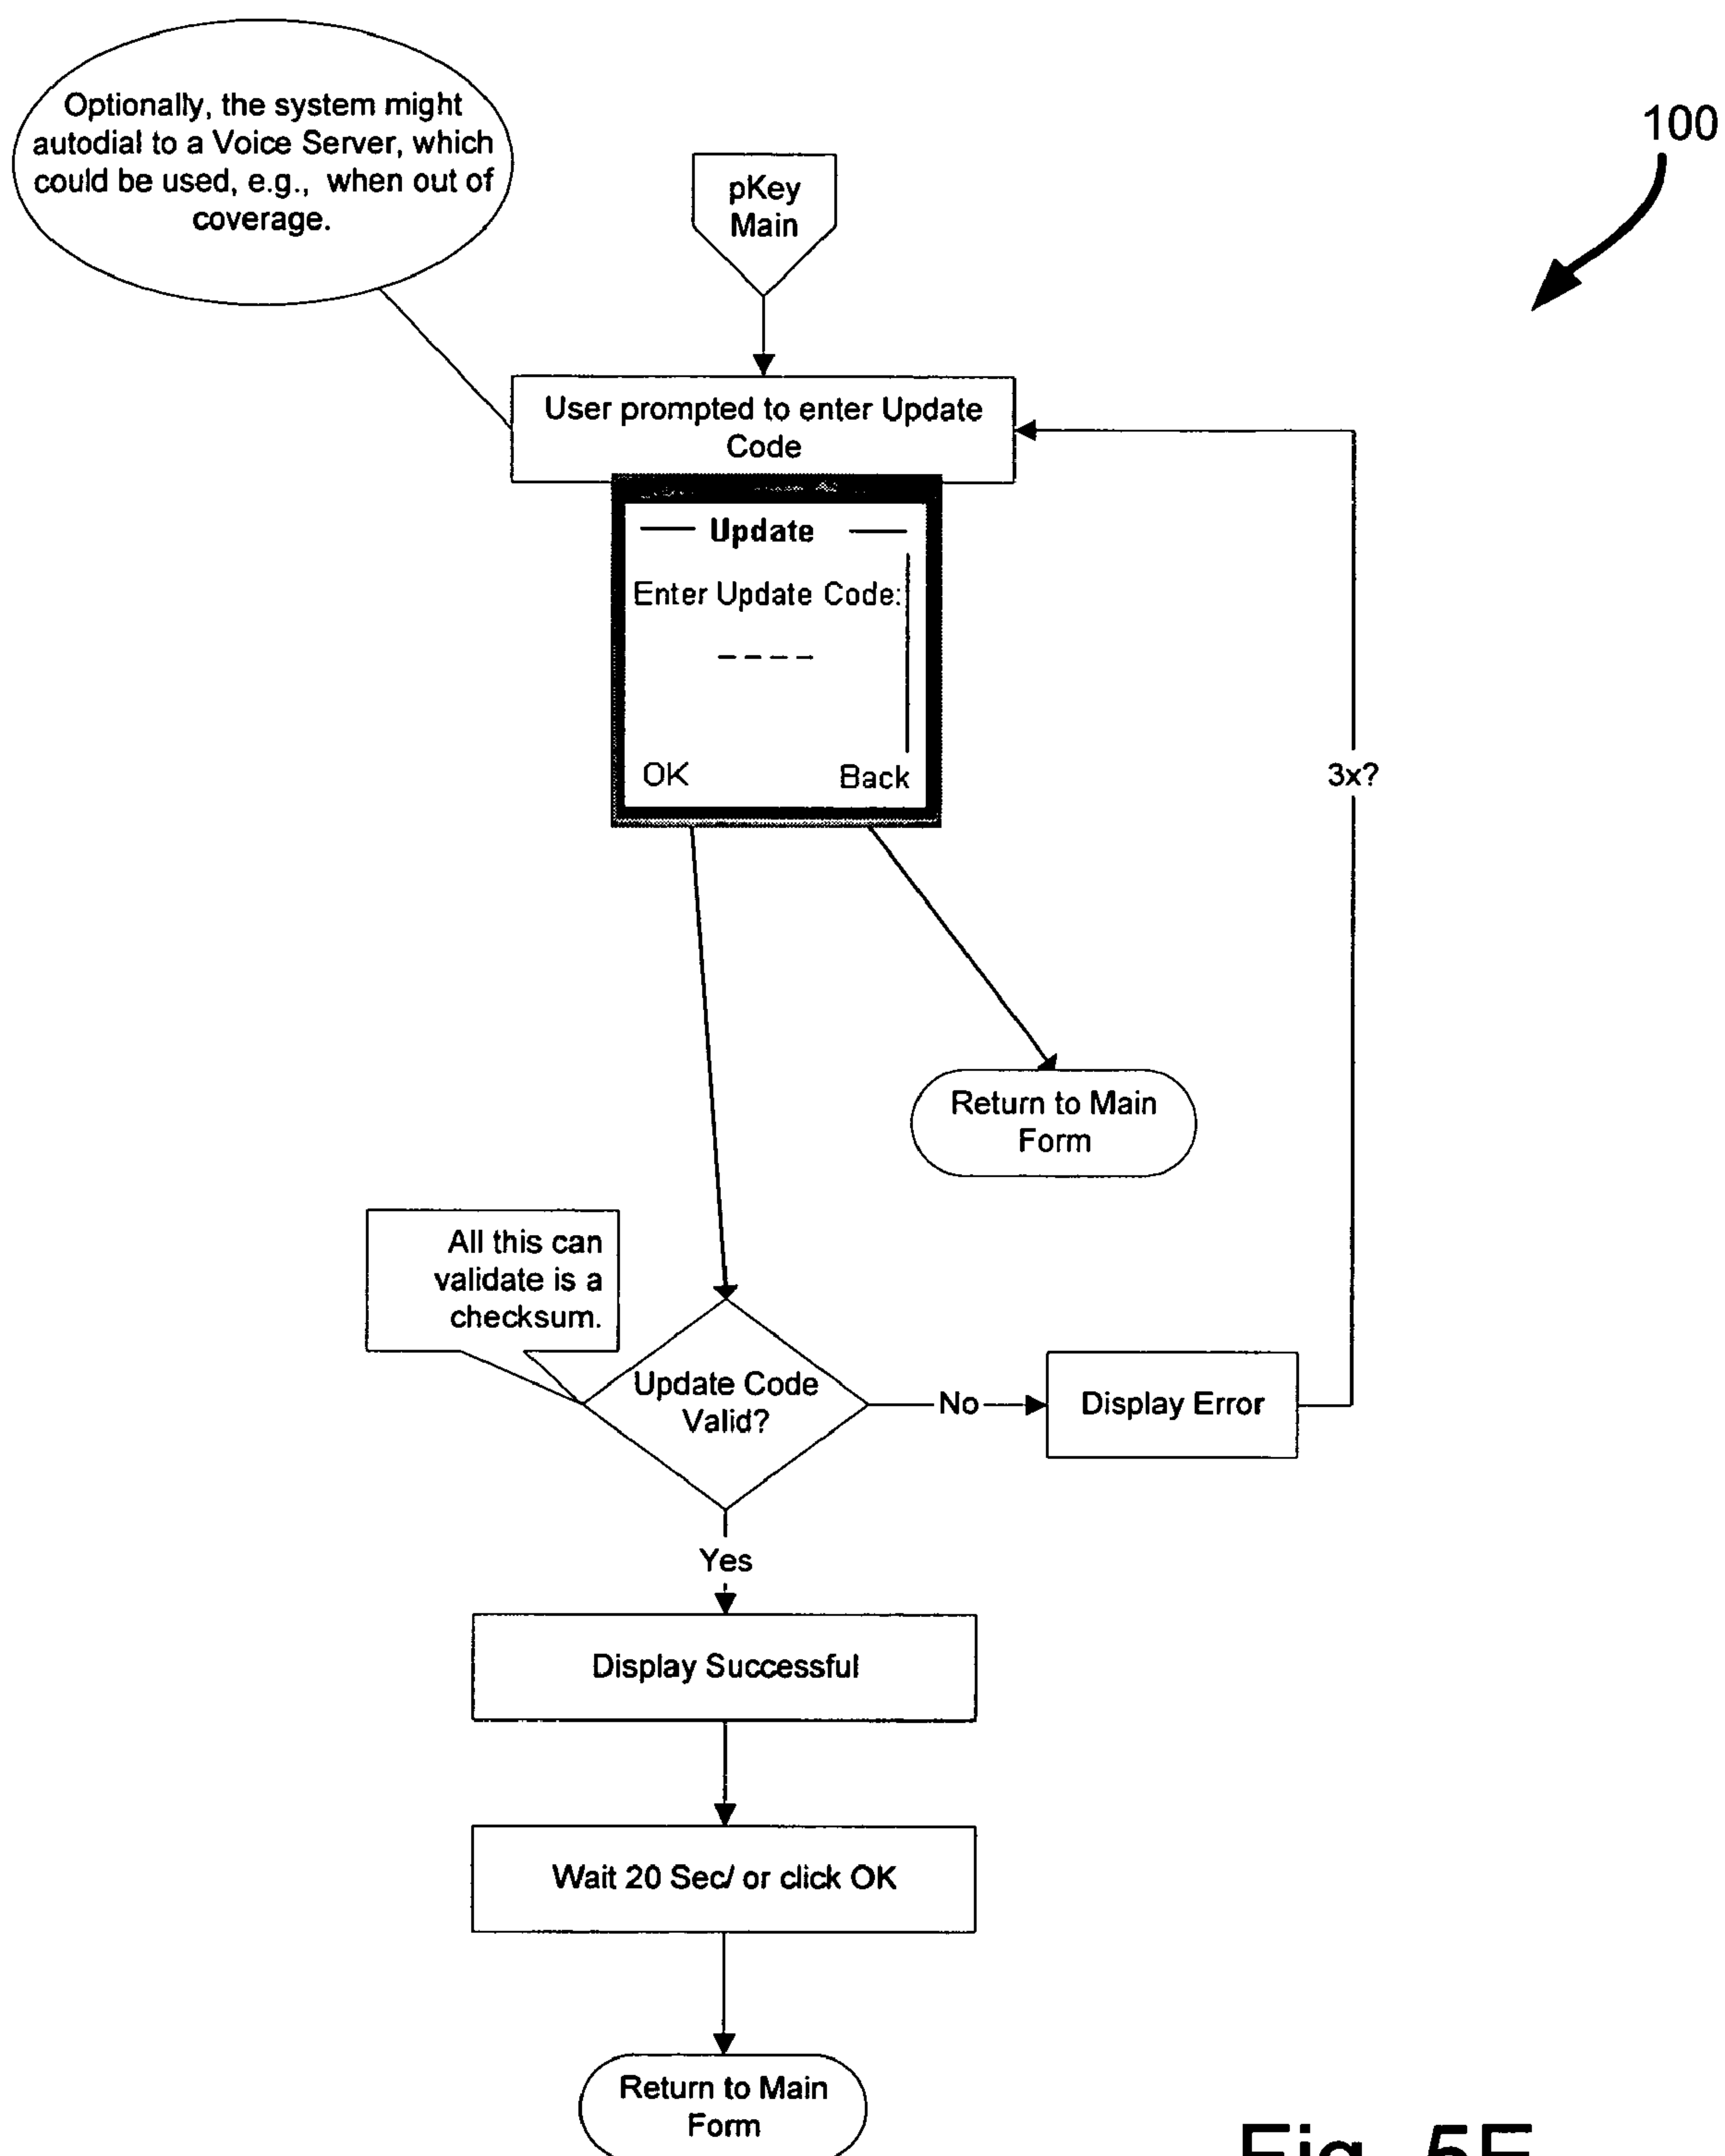 Optionally, the system might
autodial to a Voice Server, which
could be used, e.g., when out of
coverage.
100
pKey
Main
User prompted to enter Update
Code
Update
Enter Update Code:
----
OK
Back
3x?
Return to Main
Form
All this can
validate is a
checksum.
Update Code
Valid?
No
Display Error
Yes
Display Successful
Wait 20 Sec/ or click OK
Return to Main
Form
Fig. 5E